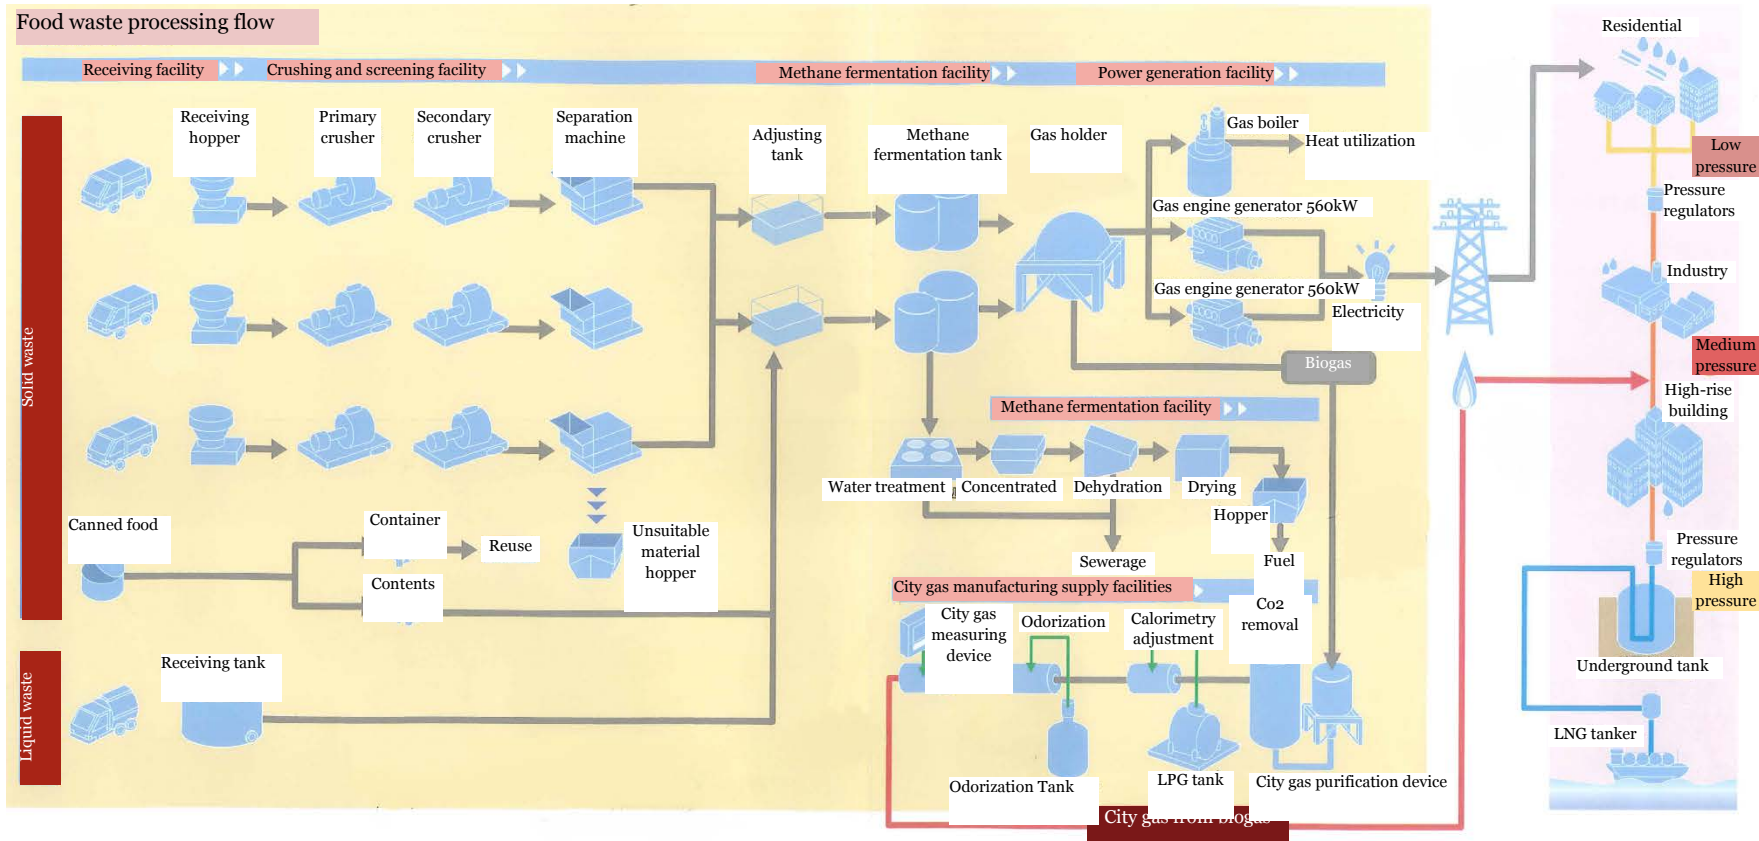 Food waste processing flow
Receiving facility
Crushing and screening facility
Methane fermentation facility
Power generation facility
Solid waste
Receiving
hopper
Primary
crusher
Secondary
crusher
Separation
machine
Adjusting
tank
Methane
fermentation tank
Gas holder
Gas boiler
Heat utilization
Gas engine generator 560kW
Gas engine generator 560kW
Electricity
Biogas
Methane fermentation facility
Water treatment
Concentrated
Dehydration
Drying
Hopper
Sewerage
Fuel
Canned food
Container
Reuse
Contents
Unsuitable
material
hopper
Liquid waste
Receiving tank
City gas manufacturing supply facilities
City gas
measuring
device
Odorization
Calorimetry
adjustment
Co2
removal
Odorization Tank
LPG tank
City gas purification device
City gas from biogas
Residential
Low
pressure
Pressure
regulators
Industry
Medium
pressure
High-rise
building
Pressure
regulators
High
pressure
Underground tank
LNG tanker